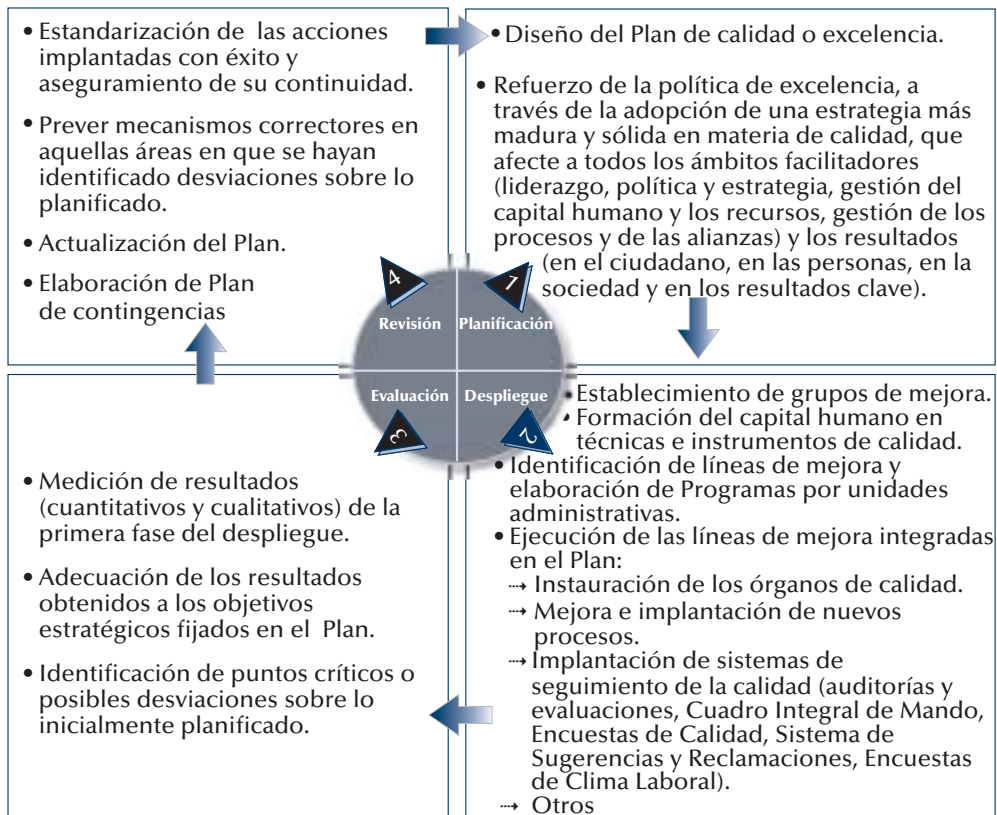 • Estandarización de las acciones
implantadas con éxito y
aseguramiento de su continuidad.
• Prever mecanismos correctores en
aquellas áreas en que se hayan
identificado desviaciones sobre lo
planificado.
• Actualización del Plan.
• Elaboración de Plan
de contingencias
• Diseño del Plan de calidad o excelencia.
• Refuerzo de la política de excelencia, a
través de la adopción de una estrategia más
madura y sólida en materia de calidad, que
afecte a todos los ámbitos facilitadores
(liderazgo, política y estrategia, gestión del
capital humano y los recursos, gestión de los
procesos y de las alianzas) y los resultados
(en el ciudadano, en las personas, en la
sociedad y en los resultados clave).
4
1
Revisión
Planificación
Evaluación
Despliegue
3
2
• Establecimiento de grupos de mejora.
• Formación del capital humano en
técnicas e instrumentos de calidad.
• Identificación de líneas de mejora y
elaboración de Programas por unidades
administrativas.
• Ejecución de las líneas de mejora integradas
en el Plan:
→ Instauración de los órganos de calidad.
→ Mejora e implantación de nuevos
procesos.
→ Implantación de sistemas de
seguimiento de la calidad (auditorías y
evaluaciones, Cuadro Integral de Mando,
Encuestas de Calidad, Sistema de
Sugerencias y Reclamaciones, Encuestas
de Clima Laboral).
→ Otros
• Medición de resultados
(cuantitativos y cualitativos) de la
primera fase del despliegue.
• Adecuación de los resultados
obtenidos a los objetivos
estratégicos fijados en el Plan.
• Identificación de puntos críticos o
posibles desviaciones sobre lo
inicialmente planificado.